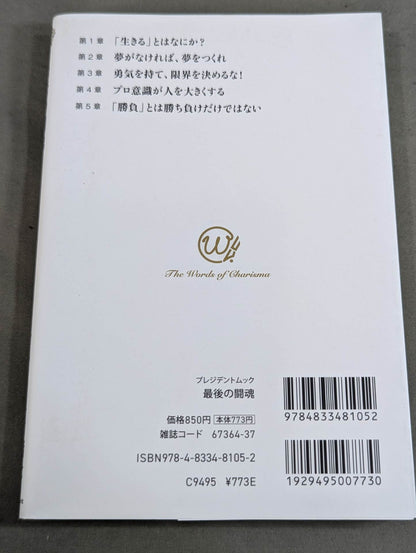 第1章 「生きる」とはなにか？
第2章 夢がなければ、夢をつくれ
第3章 勇気を持て、限界を決めるな！
第4章 プロ意識が人を大きくする
第5章 「勝負」とは勝ち負けだけではない
W
The Words of Charisma
プレジデントムック
最後の闘魂
価格850円 本体773円
雑誌コード 67364-37
9784833481052
ISBN978-4-8334-8105-2
C9495 ¥773E
1929495007730